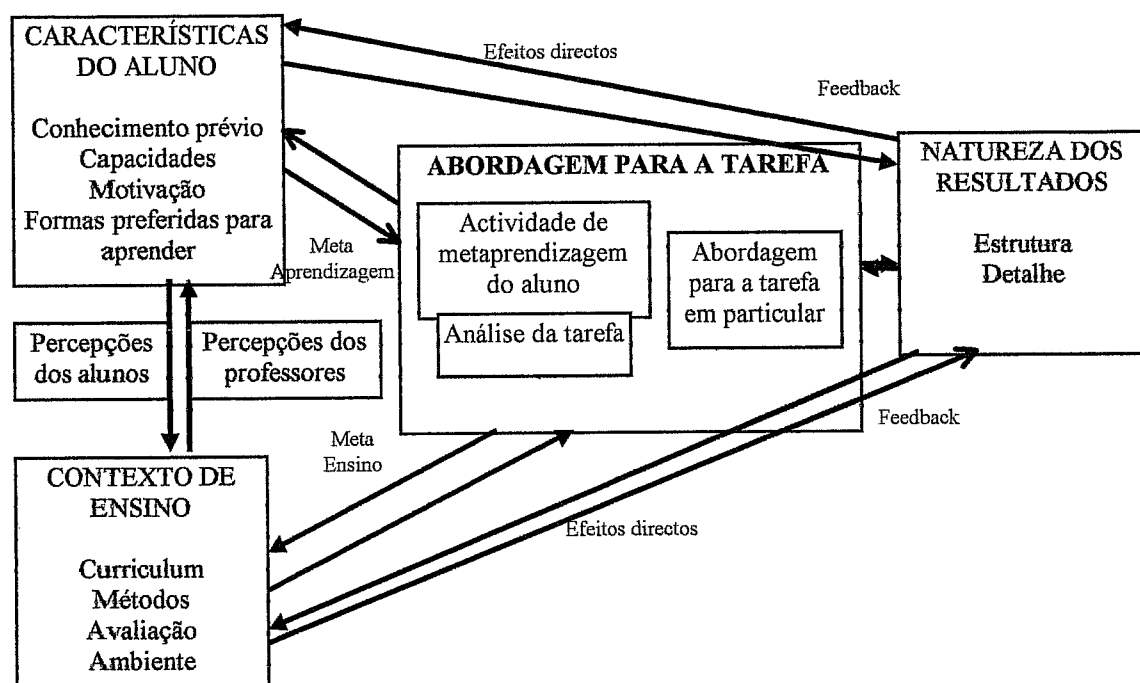 CARACTERÍSTICAS
DO ALUNO
Conhecimento prévio
Capacidades
Motivação
Formas preferidas para
aprender
Efeitos directos
Feedback
ABORDAGEM PARA A TAREFA
Actividade de
metaprendizagem
do aluno
Análise da tarefa
Abordagem
para a tarefa
em particular
NATUREZA DOS
RESULTADOS
Estrutura
Detalhe
Meta
Aprendizagem
Percepções
dos alunos
Percepções dos
professores
Meta
Ensino
Feedback
Efeitos directos
CONTEXTO DE
ENSINO
Curriculum
Métodos
Avaliação
Ambiente